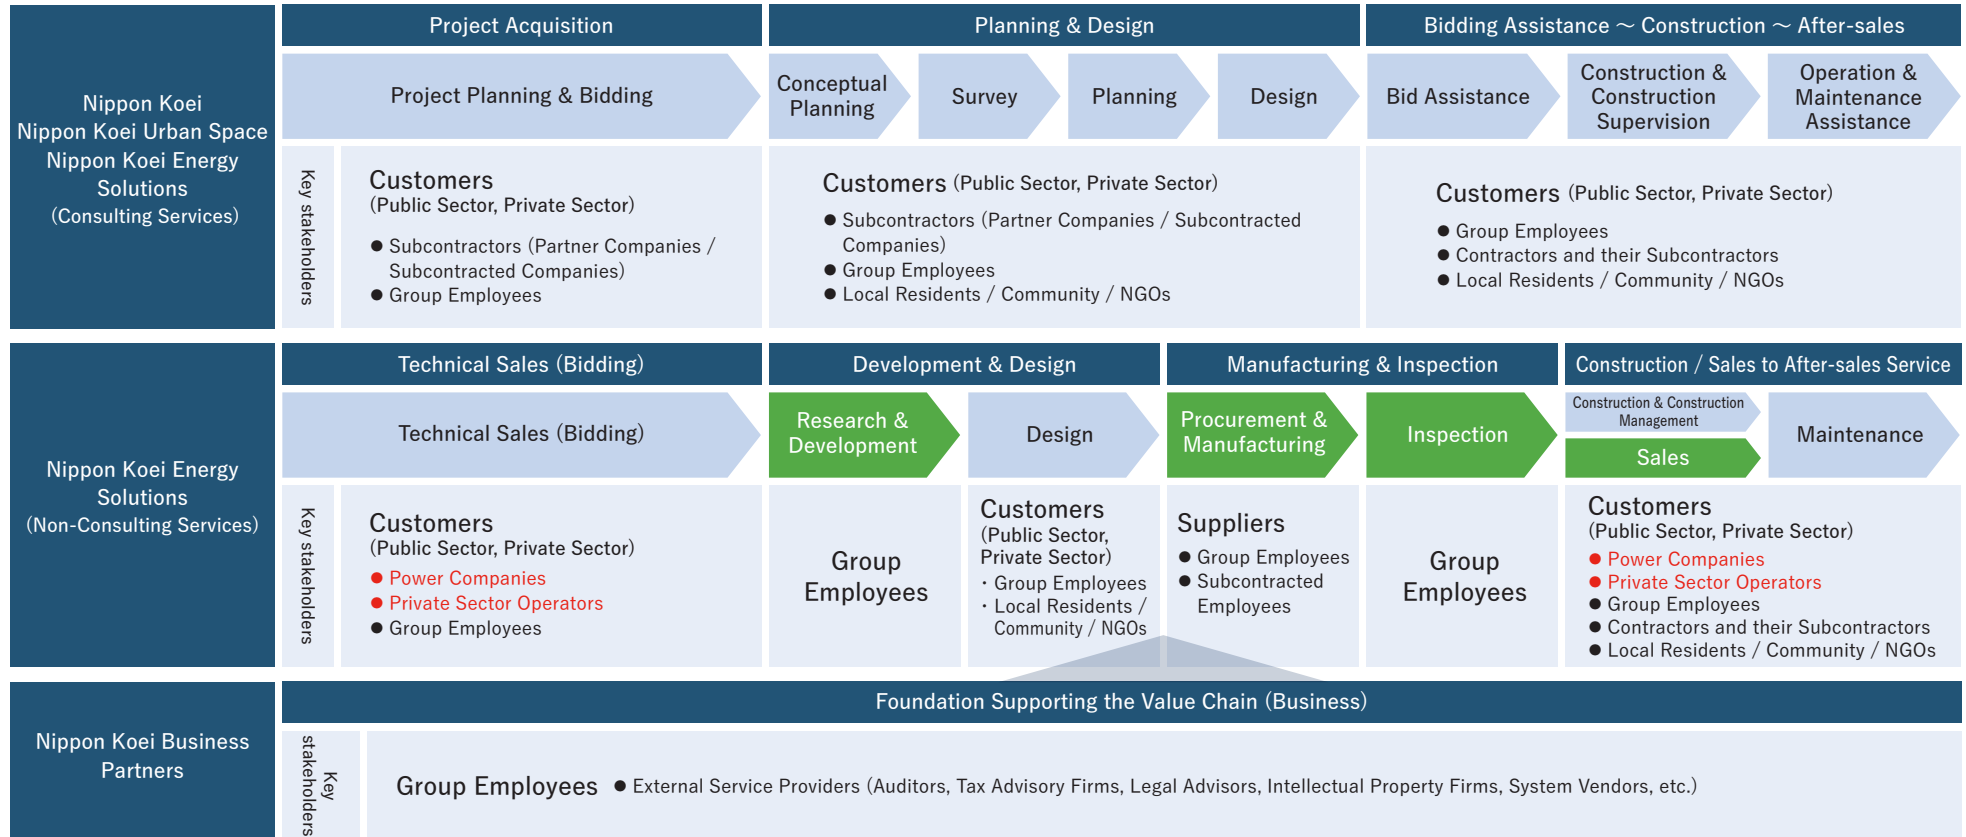 Nippon Koei
Nippon Koei Urban Space
Nippon Koei Energy
Solutions
(Consulting Services)
Project Acquisition
Planning & Design
Bidding Assistance ～ Construction ～ After-sales
Project Planning & Bidding
Conceptual
Planning
Survey
Planning
Design
Bid Assistance
Construction &
Construction
Supervision
Operation &
Maintenance
Assistance
Key stakeholders
Customers
(Public Sector, Private Sector)
● Subcontractors (Partner Companies /
Subcontracted Companies)
● Group Employees
Customers (Public Sector, Private Sector)
● Subcontractors (Partner Companies / Subcontracted
Companies)
● Group Employees
● Local Residents / Community / NGOs
Customers (Public Sector, Private Sector)
● Group Employees
● Contractors and their Subcontractors
● Local Residents / Community / NGOs
Nippon Koei Energy
Solutions
(Non-Consulting Services)
Technical Sales (Bidding)
Development & Design
Manufacturing & Inspection
Construction / Sales to After-sales Service
Technical Sales (Bidding)
Research &
Development
Design
Procurement &
Manufacturing
Inspection
Construction & Construction
Management
Sales
Maintenance
Key stakeholders
Customers
(Public Sector, Private Sector)
● Power Companies
● Private Sector Operators
● Group Employees
Group
Employees
Customers
(Public Sector,
Private Sector)
・Group Employees
・Local Residents /
Community / NGOs
Suppliers
● Group Employees
● Subcontracted
Employees
Group
Employees
Customers
(Public Sector, Private Sector)
● Power Companies
● Private Sector Operators
● Group Employees
● Contractors and their Subcontractors
● Local Residents / Community / NGOs
Nippon Koei Business
Partners
Foundation Supporting the Value Chain (Business)
Key
stakeholders
Group Employees ● External Service Providers (Auditors, Tax Advisory Firms, Legal Advisors, Intellectual Property Firms, System Vendors, etc.)